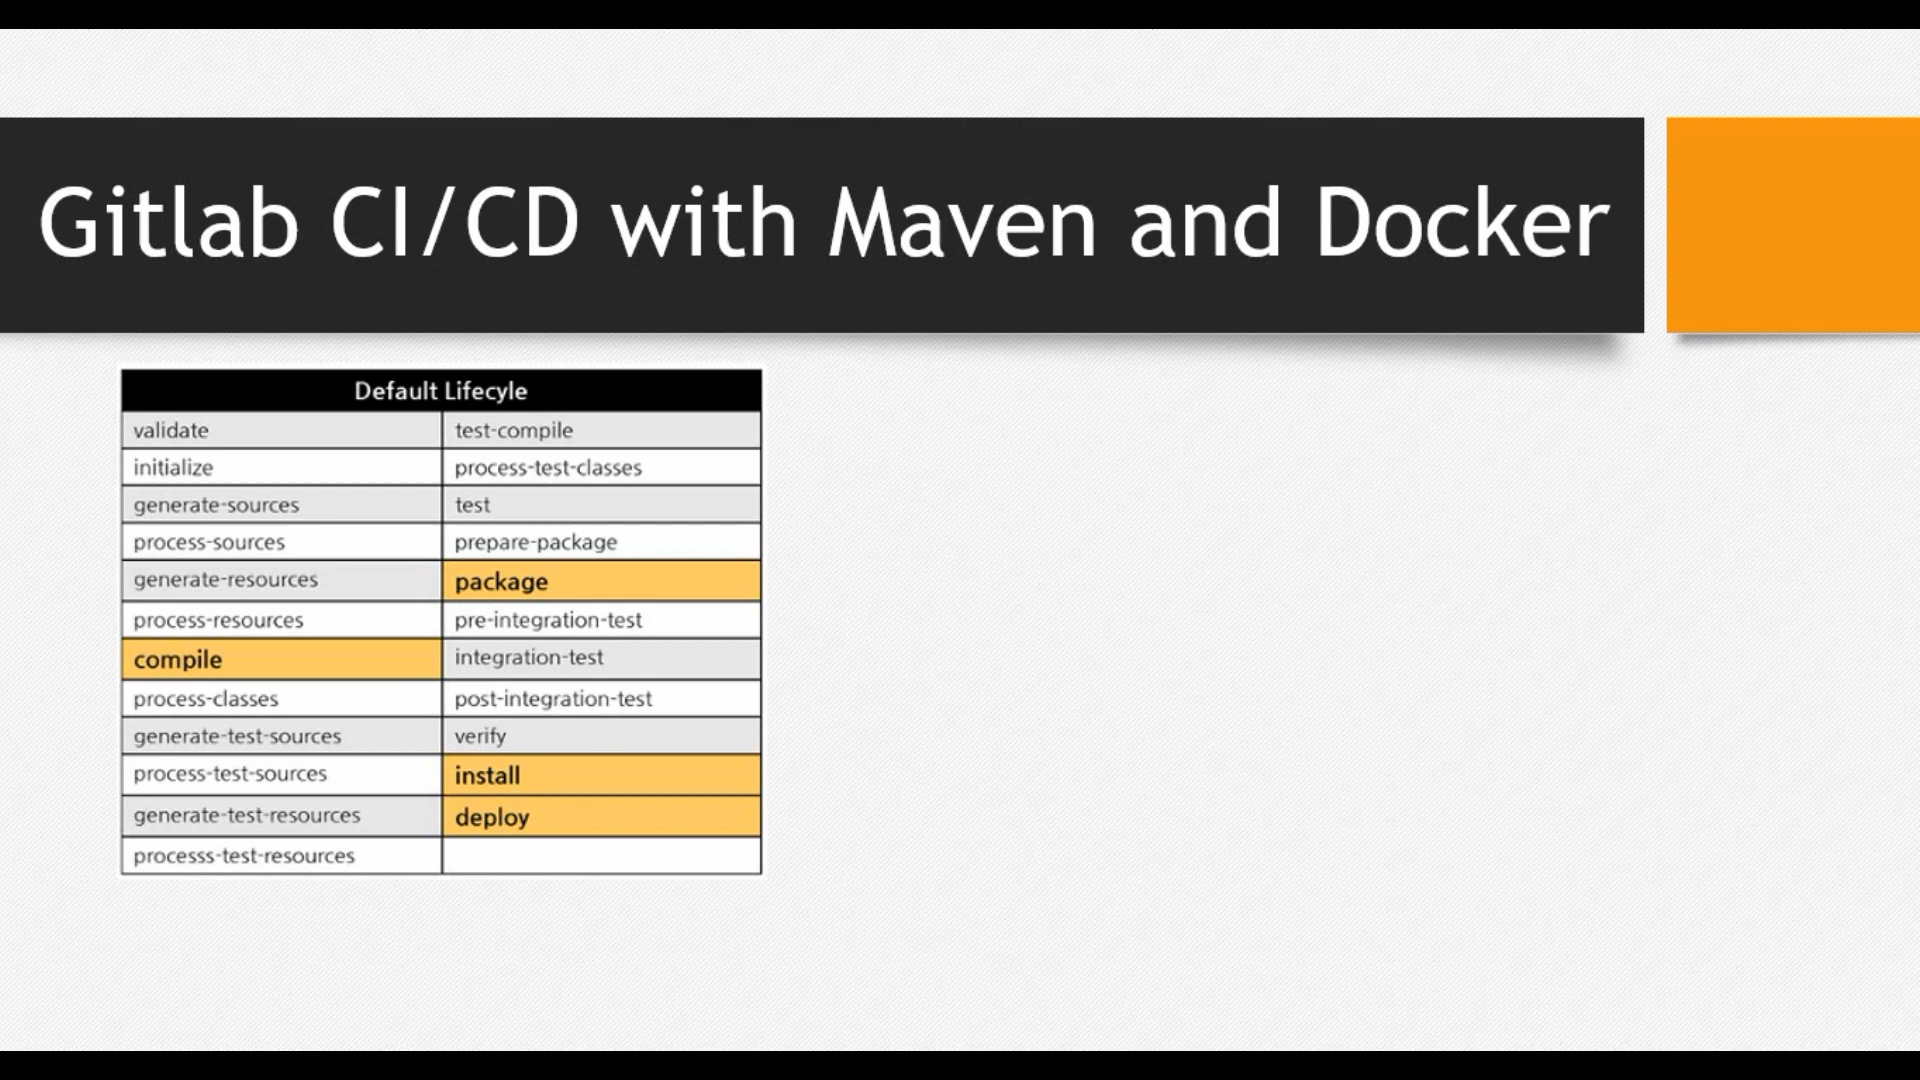 Gitlab CI/CD with Maven and Docker
Default Lifecyle
validate test-compile
initialize process-test-classes
generate-sources test
process-sources prepare-package
generate-resources package
process-resources pre-integration-test
compile integration-test
process-classes post-integration-test
generate-test-sources verify
process-test-sources install
generate-test-resources deploy
processs-test-resources